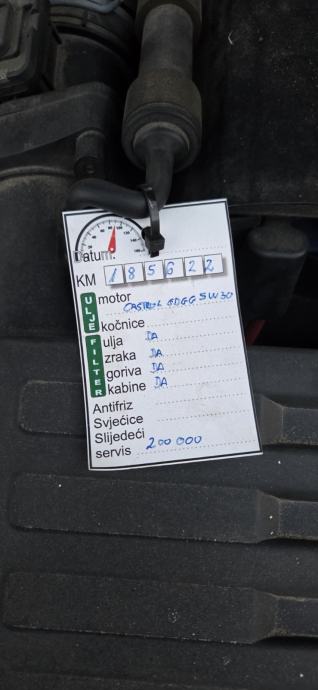 Datum:
KM 185622
ULJE
motor CASTROL EDGE 5W30
kočnice
FILTER
ulja DA
zraka DA
goriva DA
kabine DA
Antifriz
Svjećice
Slijedeći
servis 200 000